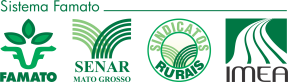 Sistema Famato
FAMATO
SENAR
MATO GROSSO
SINDICATOS
RURAIS
IMEA